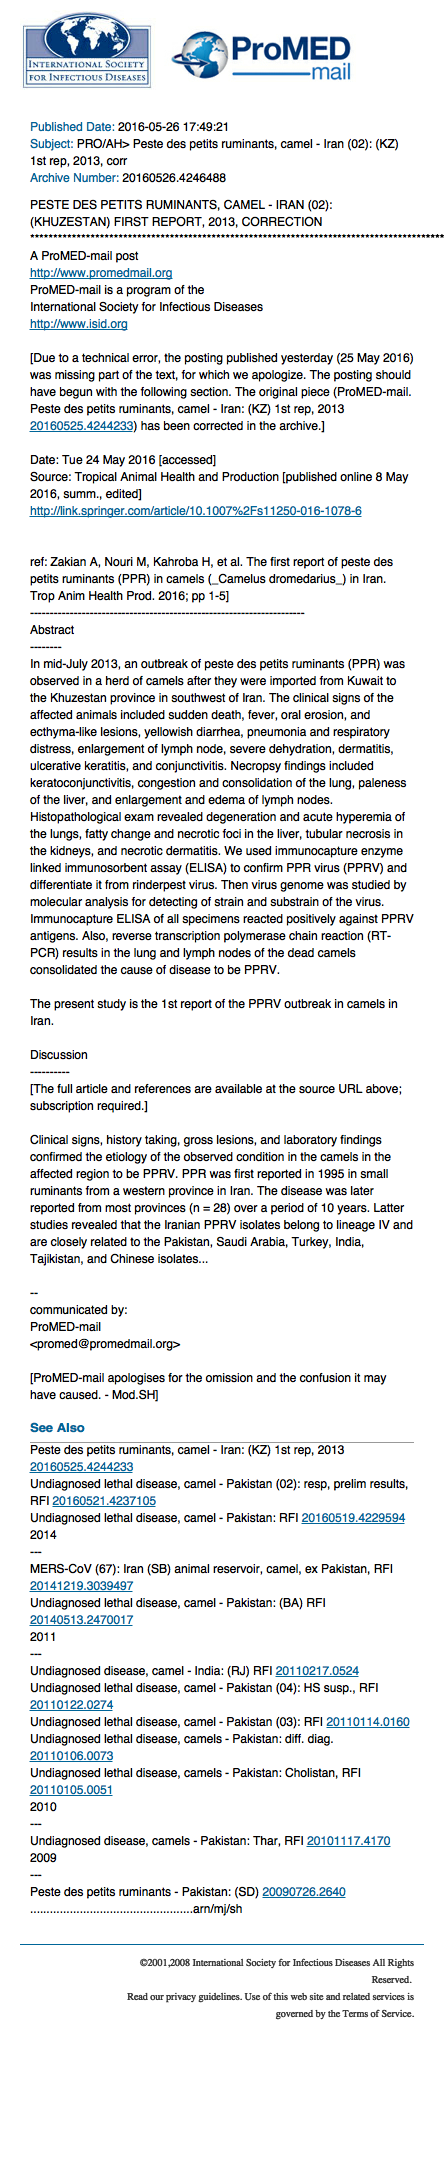 INTERNATIONAL SOCIETY
FOR INFECTIOUS DISEASES
ProMED
mail
Published Date: 2016-05-26 17:49:21
Subject: PRO/AH> Peste des petits ruminants, camel - Iran (02): (KZ)
1st rep, 2013, corr
Archive Number: 20160526.4246488
PESTE DES PETITS RUMINANTS, CAMEL - IRAN (02):
(KHUZESTAN) FIRST REPORT, 2013, CORRECTION
******************************************************************************************
A ProMED-mail post
http://www.promedmail.org
ProMED-mail is a program of the
International Society for Infectious Diseases
http://www.isid.org
[Due to a technical error, the posting published yesterday (25 May 2016)
was missing part of the text, for which we apologize. The posting should
have begun with the following section. The original piece (ProMED-mail.
Peste des petits ruminants, camel - Iran: (KZ) 1st rep, 2013
20160525.4244233) has been corrected in the archive.]
Date: Tue 24 May 2016 [accessed]
Source: Tropical Animal Health and Production [published online 8 May
2016, summ., edited]
http://link.springer.com/article/10.1007%2Fs11250-016-1078-6
ref: Zakian A, Nouri M, Kahroba H, et al. The first report of peste des
petits ruminants (PPR) in camels (_Camelus dromedarius_) in Iran.
Trop Anim Health Prod. 2016; pp 1-5]
---------------------------------------------------------------------
Abstract
--------
In mid-July 2013, an outbreak of peste des petits ruminants (PPR) was
observed in a herd of camels after they were imported from Kuwait to
the Khuzestan province in southwest of Iran. The clinical signs of the
affected animals included sudden death, fever, oral erosion, and
ecthyma-like lesions, yellowish diarrhea, pneumonia and respiratory
distress, enlargement of lymph node, severe dehydration, dermatitis,
ulcerative keratitis, and conjunctivitis. Necropsy findings included
keratoconjunctivitis, congestion and consolidation of the lung, paleness
of the liver, and enlargement and edema of lymph nodes.
Histopathological exam revealed degeneration and acute hyperemia of
the lungs, fatty change and necrotic foci in the liver, tubular necrosis in
the kidneys, and necrotic dermatitis. We used immunocapture enzyme
linked immunosorbent assay (ELISA) to confirm PPR virus (PPRV) and
differentiate it from rinderpest virus. Then virus genome was studied by
molecular analysis for detecting of strain and substrain of the virus.
Immunocapture ELISA of all specimens reacted positively against PPRV
antigens. Also, reverse transcription polymerase chain reaction (RT-
PCR) results in the lung and lymph nodes of the dead camels
consolidated the cause of disease to be PPRV.
The present study is the 1st report of the PPRV outbreak in camels in
Iran.
Discussion
----------
[The full article and references are available at the source URL above;
subscription required.]
Clinical signs, history taking, gross lesions, and laboratory findings
confirmed the etiology of the observed condition in the camels in the
affected region to be PPRV. PPR was first reported in 1995 in small
ruminants from a western province in Iran. The disease was later
reported from most provinces (n = 28) over a period of 10 years. Latter
studies revealed that the Iranian PPRV isolates belong to lineage IV and
are closely related to the Pakistan, Saudi Arabia, Turkey, India,
Tajikistan, and Chinese isolates...
--
communicated by:
ProMED-mail
<promed@promedmail.org>
[ProMED-mail apologises for the omission and the confusion it may
have caused. - Mod.SH]
See Also
Peste des petits ruminants, camel - Iran: (KZ) 1st rep, 2013
20160525.4244233
Undiagnosed lethal disease, camel - Pakistan (02): resp, prelim results,
RFI 20160521.4237105
Undiagnosed lethal disease, camel - Pakistan: RFI 20160519.4229594
2014
---
MERS-CoV (67): Iran (SB) animal reservoir, camel, ex Pakistan, RFI
20141219.3039497
Undiagnosed lethal disease, camel - Pakistan: (BA) RFI
20140513.2470017
2011
---
Undiagnosed disease, camel - India: (RJ) RFI 20110217.0524
Undiagnosed lethal disease, camel - Pakistan (04): HS susp., RFI
20110122.0274
Undiagnosed lethal disease, camel - Pakistan (03): RFI 20110114.0160
Undiagnosed lethal disease, camels - Pakistan: diff. diag.
20110106.0073
Undiagnosed lethal disease, camels - Pakistan: Cholistan, RFI
20110105.0051
2010
---
Undiagnosed disease, camels - Pakistan: Thar, RFI 20101117.4170
2009
---
Peste des petits ruminants - Pakistan: (SD) 20090726.2640
.................................................arn/mj/sh
©2001,2008 International Society for Infectious Diseases All Rights
Reserved.
Read our privacy guidelines. Use of this web site and related services is
governed by the Terms of Service.